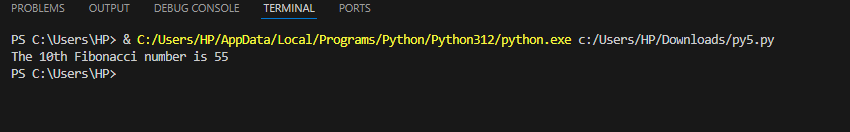 PROBLEMS OUTPUT DEBUG CONSOLE TERMINAL PORTS
PS C:\Users\HP> & C:/Users/HP/AppData/Local/Programs/Python/Python312/python.exe c:/Users/HP/Downloads/py5.py
The 10th Fibonacci number is 55
PS C:\Users\HP>